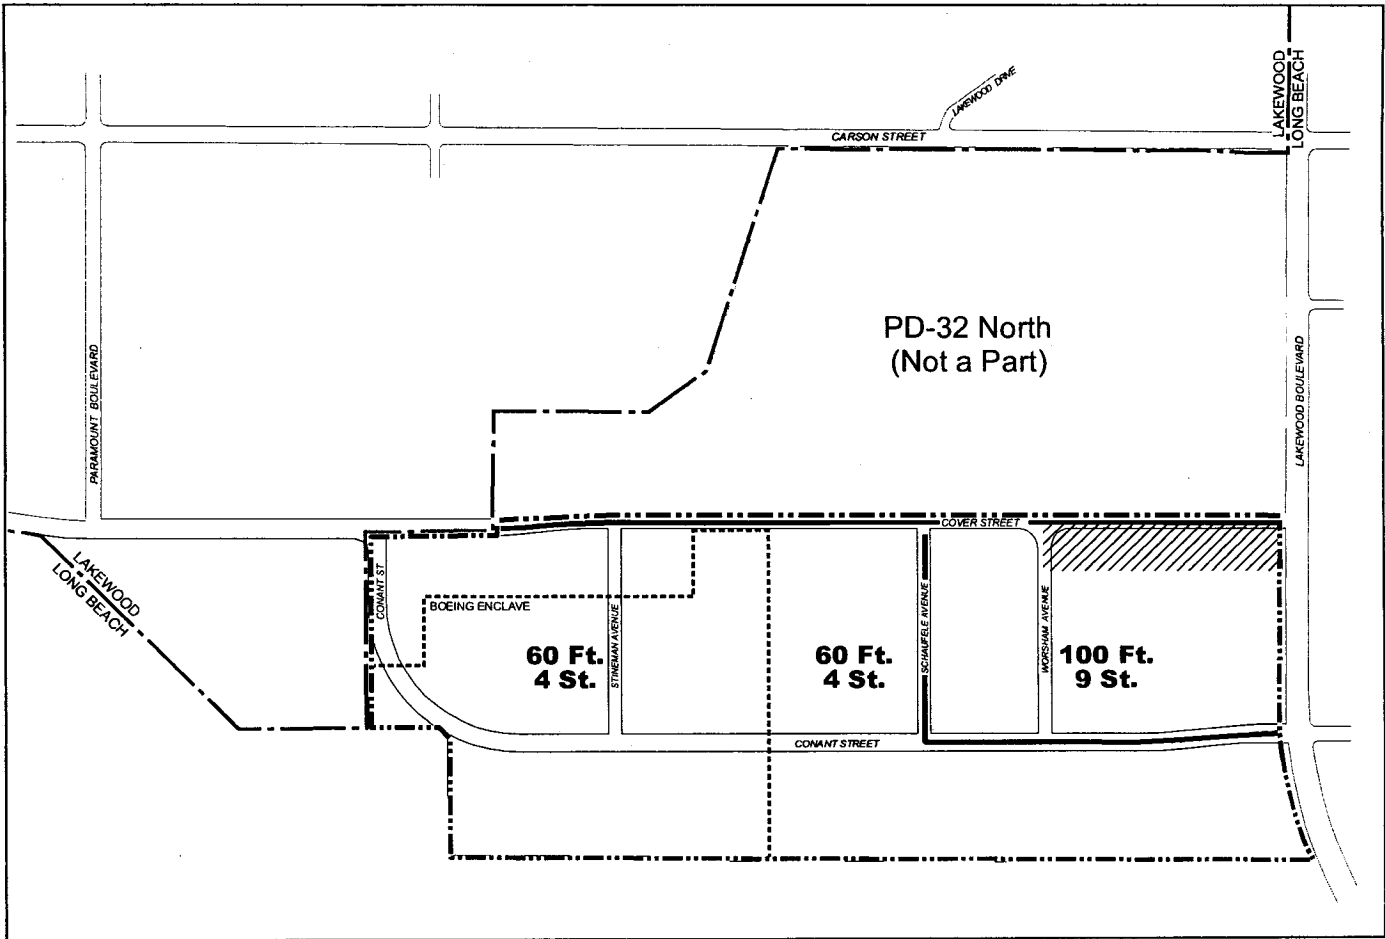 LAKEWOOD
LONG BEACH
LAKEWOOD DRIVE
CARSON STREET
PD-32 North
(Not a Part)
PARAMOUNT BOULEVARD
LAKEWOOD BOULEVARD
COVER STREET
LAKEWOOD
LONG BEACH
CONANT ST
BOEING ENCLAVE
STINEMAN AVENUE
SCHAUFELE AVENUE
WORSHAM AVENUE
60 Ft.
4 St.
60 Ft.
4 St.
100 Ft.
9 St.
CONANT STREET